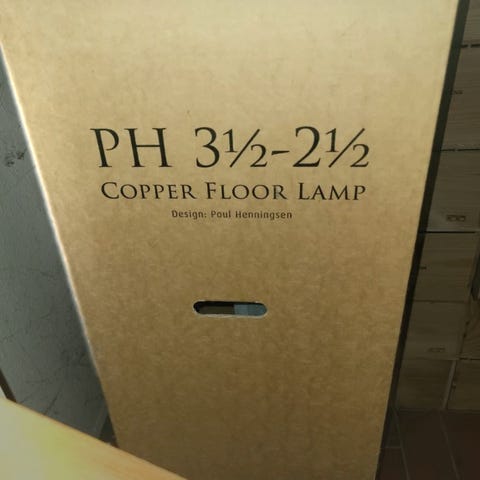 PH 3½-2½
COPPER FLOOR LAMP
Design: Poul Henningsen